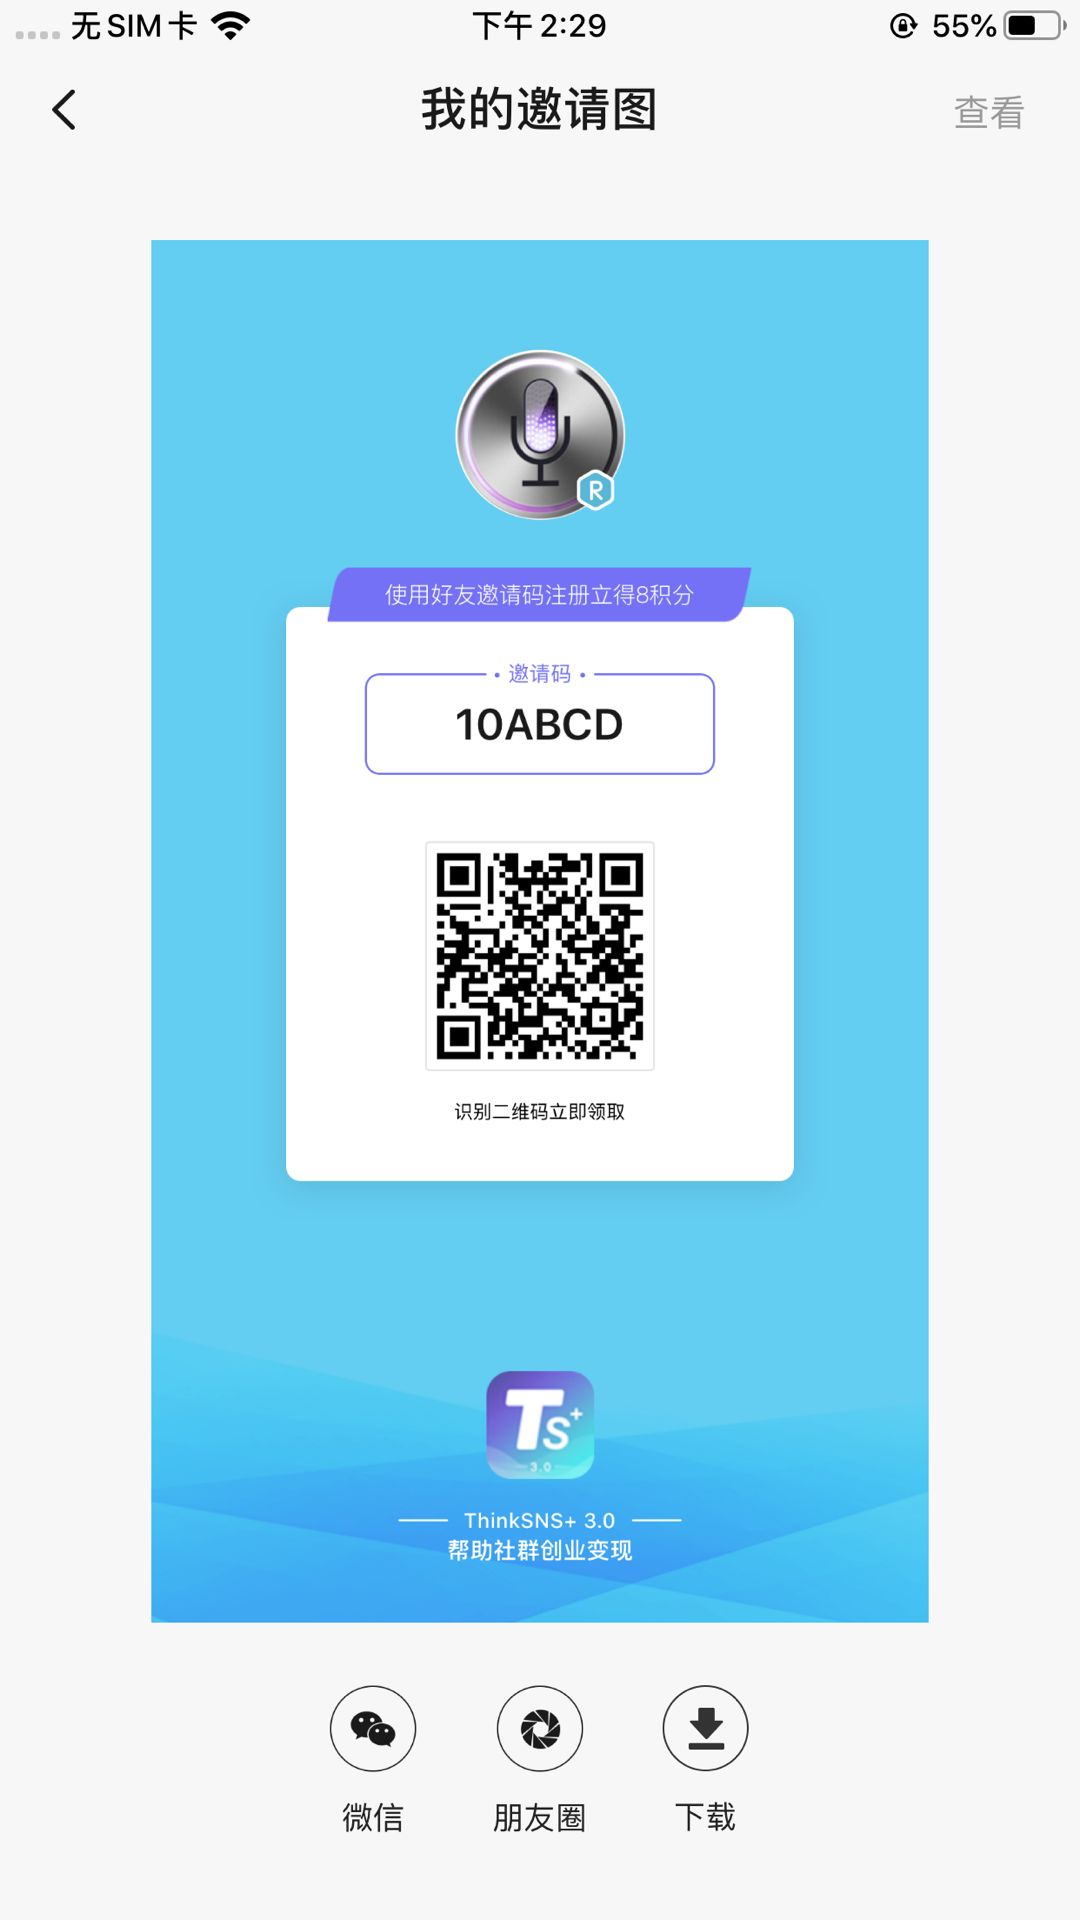 无SIM卡 下午2:29 55%
我的邀请图 查看
R
使用好友邀请码注册立得8积分
• 邀请码 •
10ABCD
识别二维码立即领取
Ts+
3.0
ThinkSNS+ 3.0
帮助社群创业变现
微信 朋友圈 下载